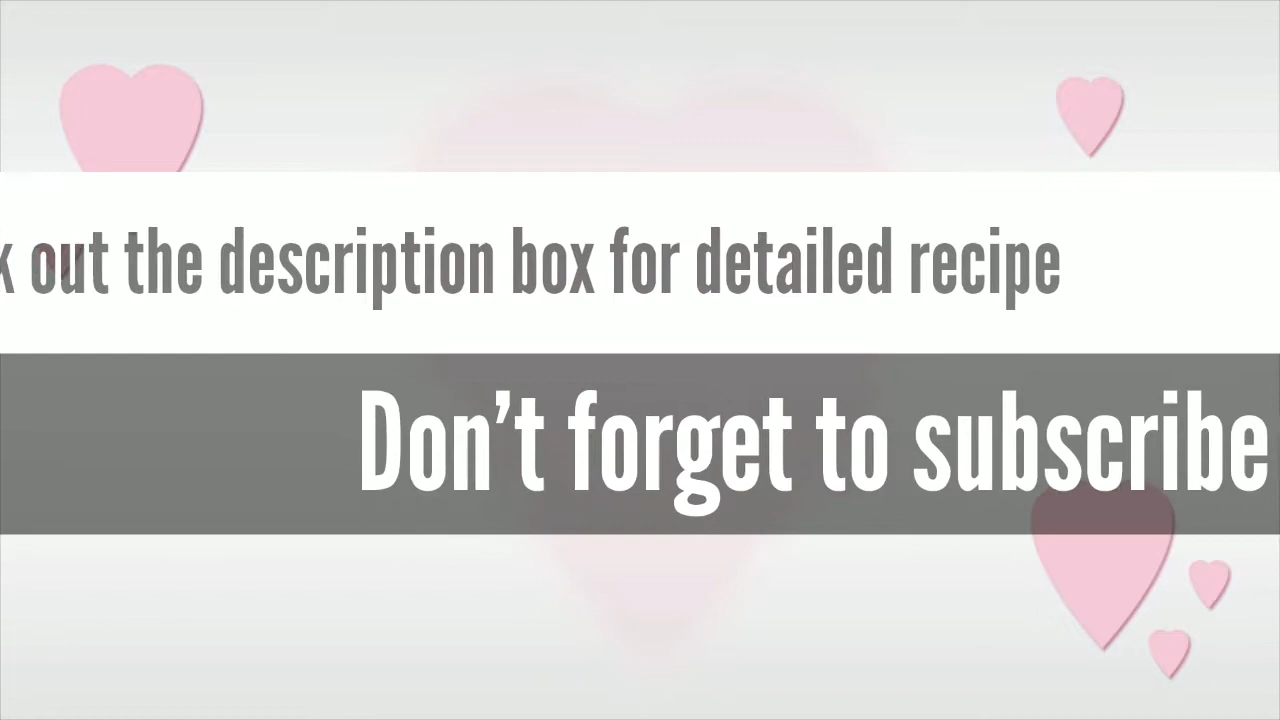 k out the description box for detailed recipe
Don't forget to subscribe